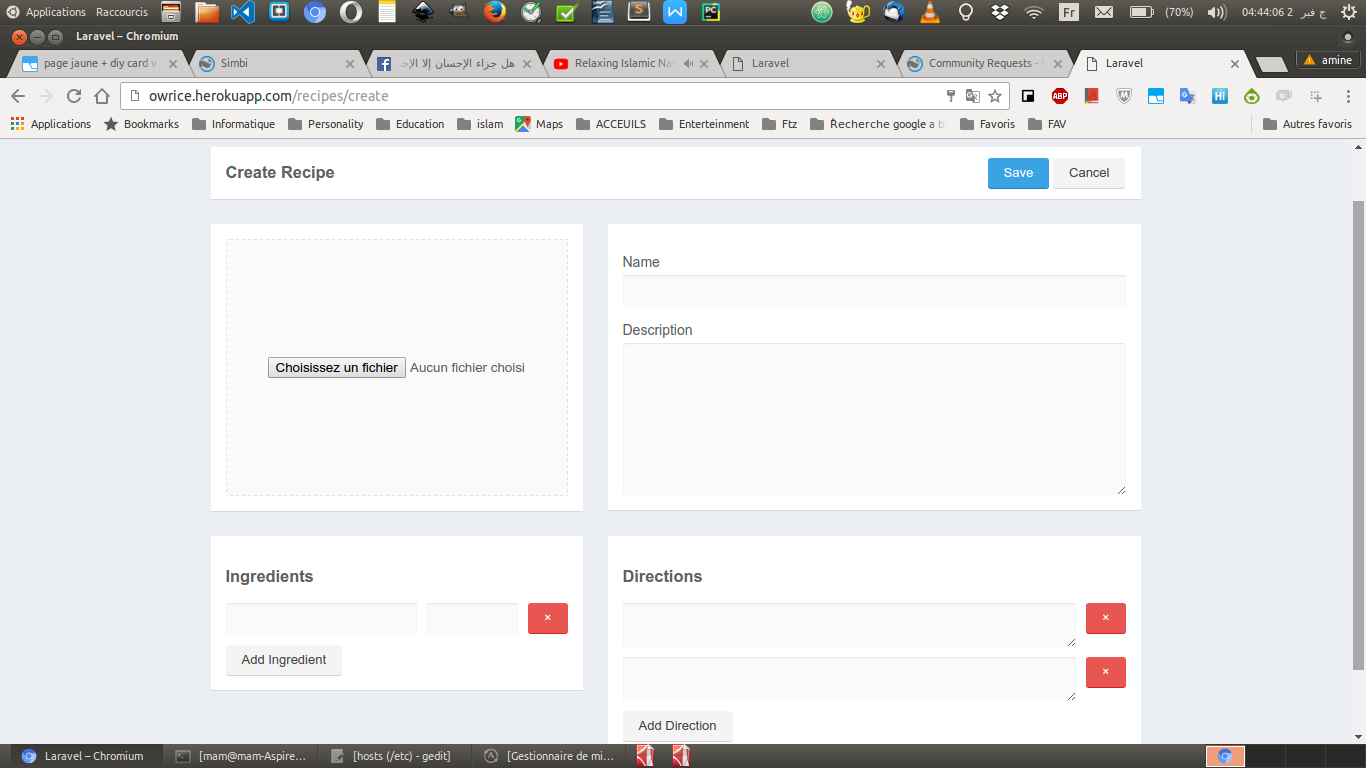 Applications Raccourcis Fr (70%) 04:44:06 2 ج فبر
Laravel – Chromium
page jaune + diy card v Simbi هل جزاء الإحسان إلا الإحـ Relaxing Islamic Nas Laravel Community Requests - S Laravel amine
owrice.herokuapp.com/recipes/create ABP Hi
Applications Bookmarks Informatique Personality Education islam Maps ACCEUILS Enterteinment Ftz Recherche google a tr Favoris FAV Autres favoris
Create Recipe Save Cancel
Name
Description
Choisissez un fichier Aucun fichier choisi
Ingredients
×
Add Ingredient
Directions
×
×
Add Direction
Laravel – Chromium [mam@mam-Aspire... [hosts (/etc) - gedit] [Gestionnaire de mi...